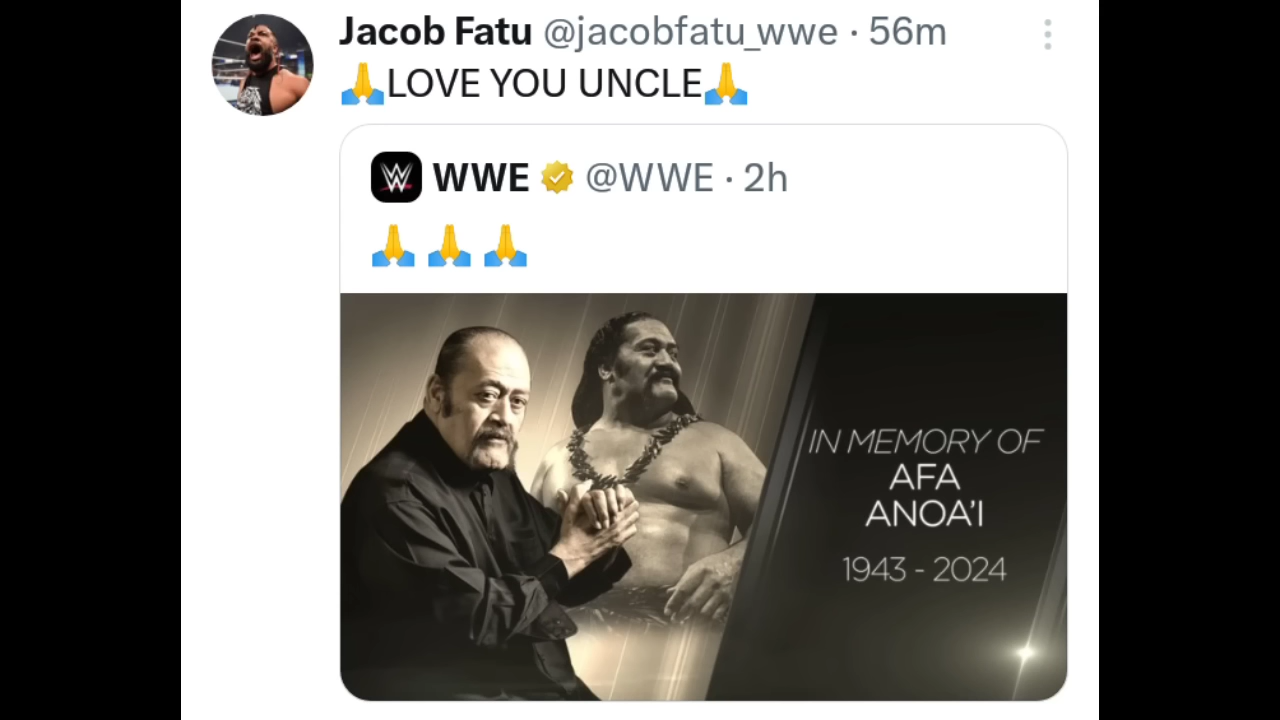 Jacob Fatu @jacobfatu_wwe · 56m
🙏LOVE YOU UNCLE🙏
WWE @WWE · 2h
🙏🙏🙏
IN MEMORY OF
AFA
ANOA'I
1943 - 2024